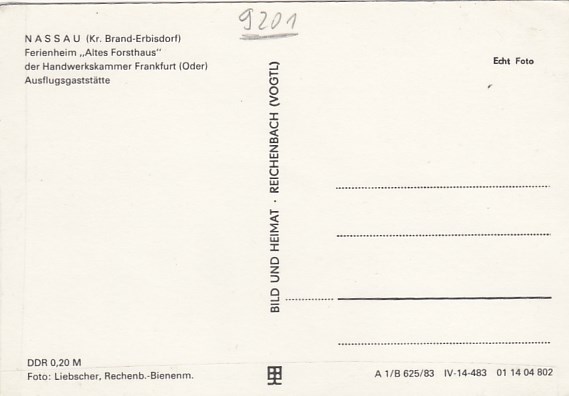 9201
NASSAU (Kr. Brand-Erbisdorf)
Ferienheim „Altes Forsthaus“
der Handwerkskammer Frankfurt (Oder)
Ausflugsgaststätte
Echt Foto
BILD UND HEIMAT · REICHENBACH (VOGTL)
DDR 0,20 M
Foto: Liebscher, Rechenb.-Bienenm.
A 1/B 625/83 IV-14-483 01 14 04 802